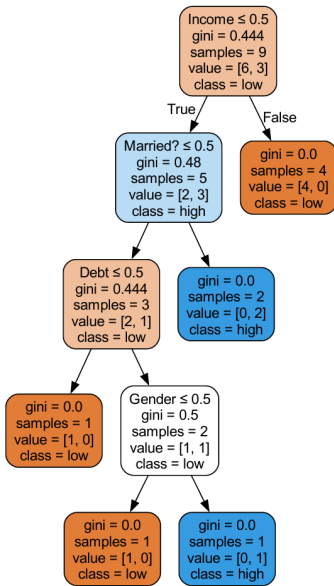 Income ≤ 0.5
gini = 0.444
samples = 9
value = [6, 3]
class = low
True
False
Married? ≤ 0.5
gini = 0.48
samples = 5
value = [2, 3]
class = high
gini = 0.0
samples = 4
value = [4, 0]
class = low
Debt ≤ 0.5
gini = 0.444
samples = 3
value = [2, 1]
class = low
gini = 0.0
samples = 2
value = [0, 2]
class = high
gini = 0.0
samples = 1
value = [1, 0]
class = low
Gender ≤ 0.5
gini = 0.5
samples = 2
value = [1, 1]
class = low
gini = 0.0
samples = 1
value = [1, 0]
class = low
gini = 0.0
samples = 1
value = [0, 1]
class = high